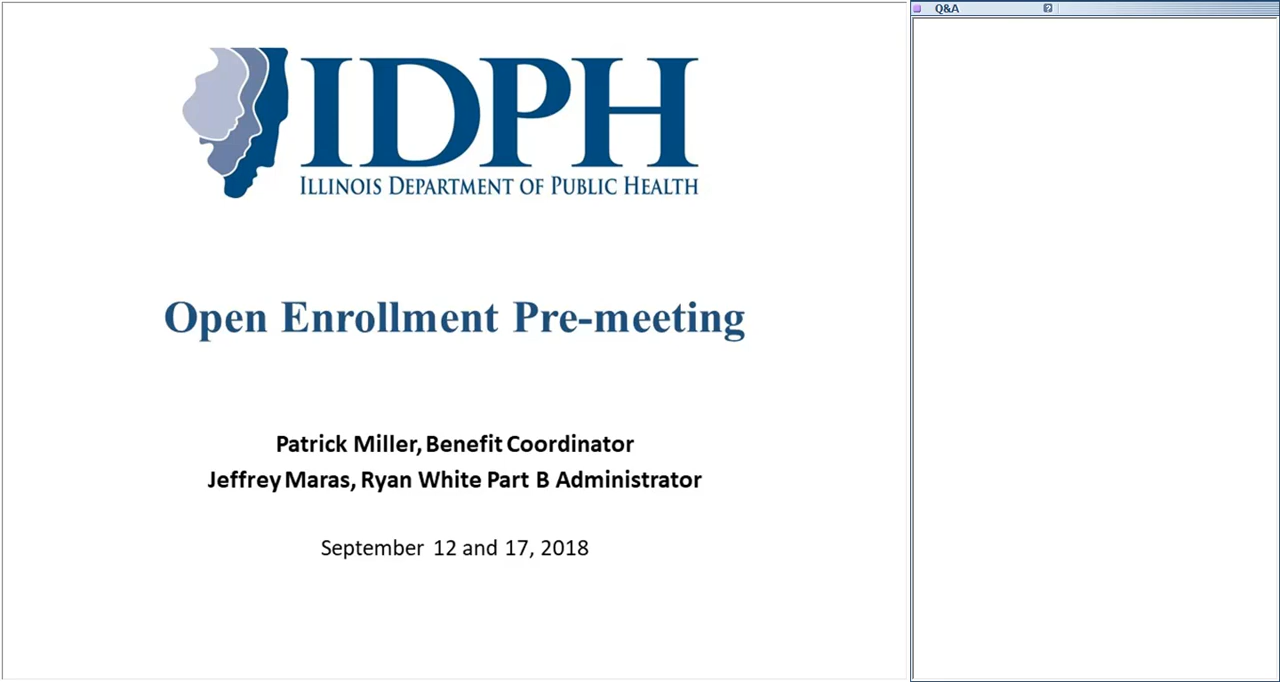 Q&A
IDPH
ILLINOIS DEPARTMENT OF PUBLIC HEALTH
Open Enrollment Pre-meeting
Patrick Miller, Benefit Coordinator
Jeffrey Maras, Ryan White Part B Administrator
September 12 and 17, 2018